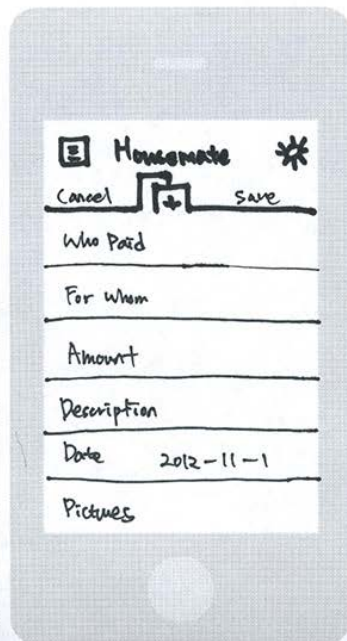 Housemate
Cancel + Save
Who Paid
For Whom
Amount
Description
Date 2012-11-1
Pictures